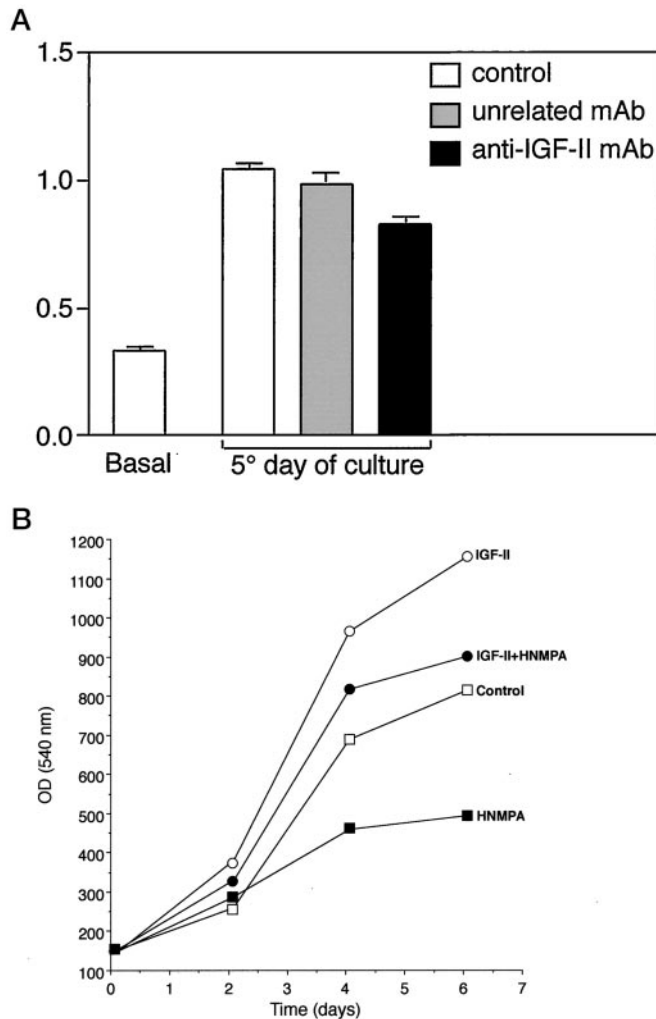 A
1.5
control
unrelated mAb
anti-IGF-II mAb
1.0
0.5
0.0
Basal
5° day of culture
B
1200
1100
1000
900
800
700
600
500
400
300
200
100
OD (540 nm)
IGF-II
IGF-II+HNMPA
Control
HNMPA
0 1 2 3 4 5 6 7
Time (days)